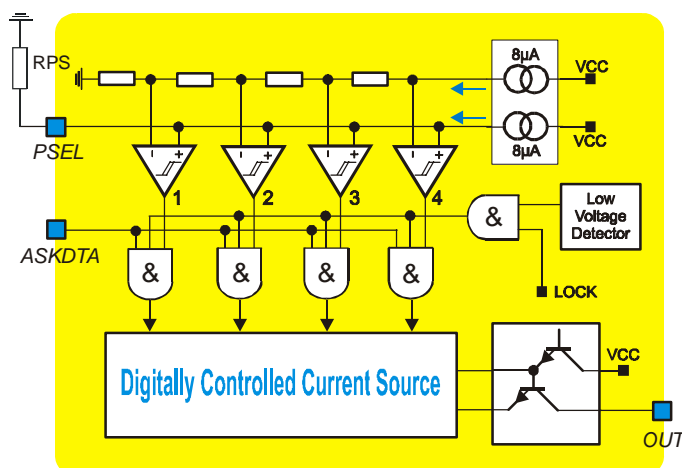 RPS
8µA
VCC
VCC
8µA
PSEL
- +
- +
- +
- +
1
2
3
4
&
Low
Voltage
Detector
ASKDTA
&
&
&
&
LOCK
Digitally Controlled Current Source
VCC
OUT